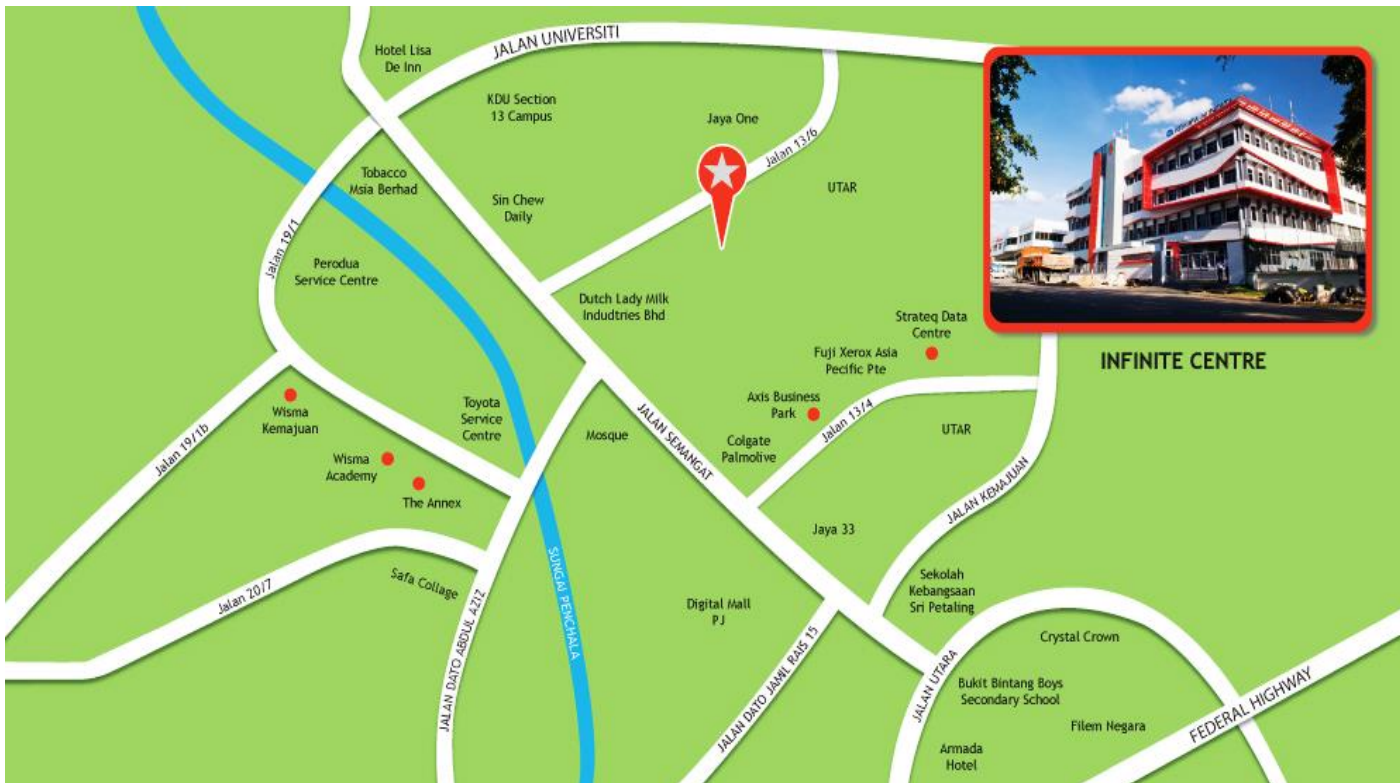 JALAN UNIVERSITI
Hotel Lisa
De Inn
KDU Section
13 Campus
Jaya One
Jalan 13/6
Tobacco
Msia Berhad
Sin Chew
Daily
UTAR
Jalan 19/1
Perodua
Service Centre
Dutch Lady Milk
Indudtries Bhd
Strateq Data
Centre
Fuji Xerox Asia
Pecific Pte
INFINITE CENTRE
Axis Business
Park
Jalan 13/4
Wisma
Kemajuan
Toyota
Service
Centre
Mosque
JALAN SEMANGAT
Colgate
Palmolive
UTAR
Jalan 19/1b
Wisma
Academy
The Annex
JALAN KEMAJUAN
Jaya 33
SUNGAI PENCHALA
Safa Collage
Jalan 20/7
JALAN DATO ABDUL AZIZ
Digital Mall
PJ
Sekolah
Kebangsaan
Sri Petaling
JALAN DATO JAMIL RAIS 15
JALAN UTARA
Crystal Crown
Bukit Bintang Boys
Secondary School
Filem Negara
FEDERAL HIGHWAY
Armada
Hotel